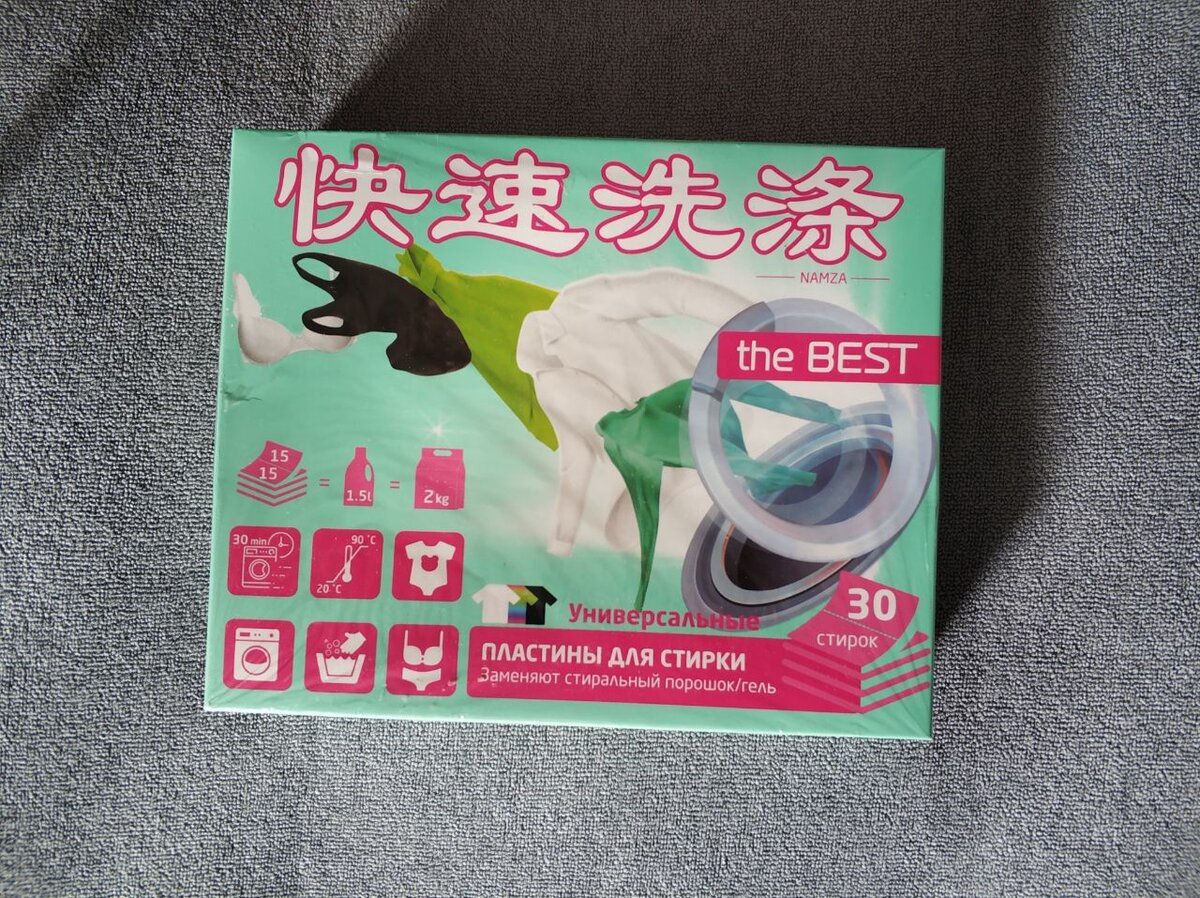 快速洗涤
NAMZA
the BEST
15
15
=
1.5l
=
2kg
30 min
90 °C
20 °C
Универсальные
ПЛАСТИНЫ ДЛЯ СТИРКИ
Заменяют стиральный порошок/гель
30
стирок